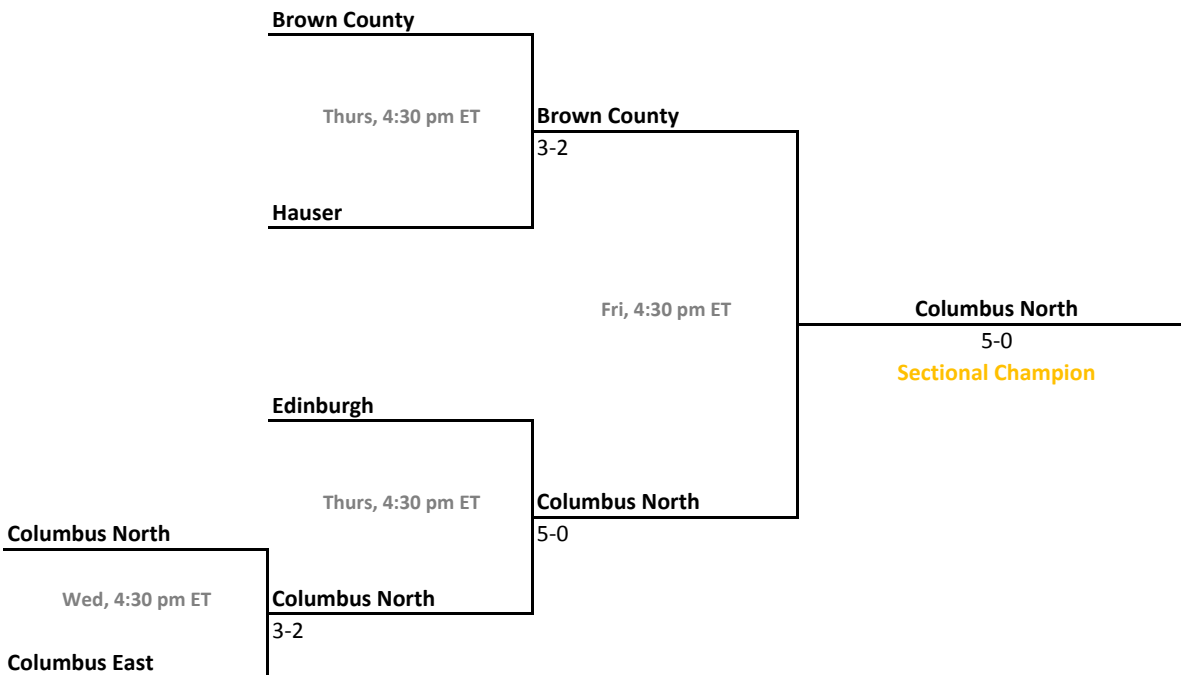 Brown County
Thurs, 4:30 pm ET
Brown County
3-2
Hauser
Fri, 4:30 pm ET
Columbus North
5-0
Sectional Champion
Edinburgh
Thurs, 4:30 pm ET
Columbus North
5-0
Columbus North
Wed, 4:30 pm ET
Columbus North
3-2
Columbus East